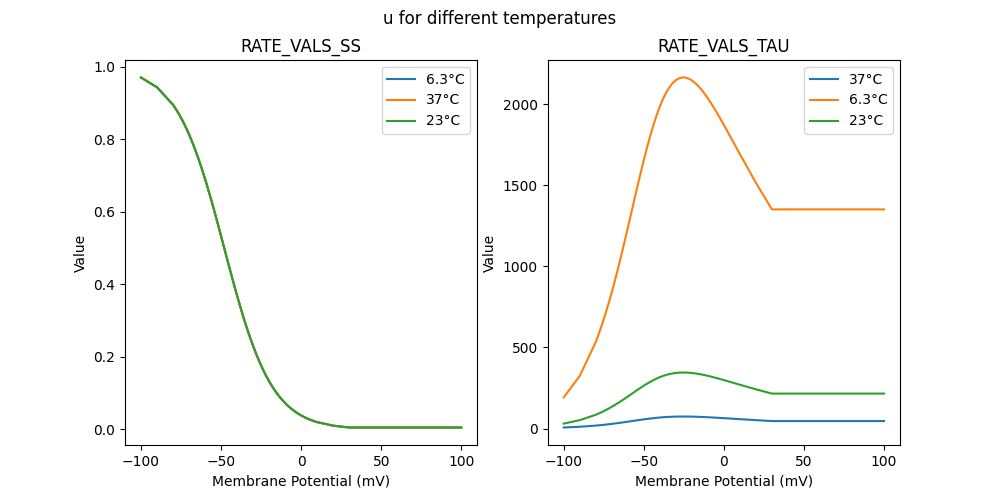 u for different temperatures
RATE_VALS_SS
1.0
0.8
0.6
0.4
0.2
0.0
Value
−100
−50
0
50
100
Membrane Potential (mV)
6.3°C
37°C
23°C
RATE_VALS_TAU
2000
1500
1000
500
0
Value
−100
−50
0
50
100
Membrane Potential (mV)
37°C
6.3°C
23°C